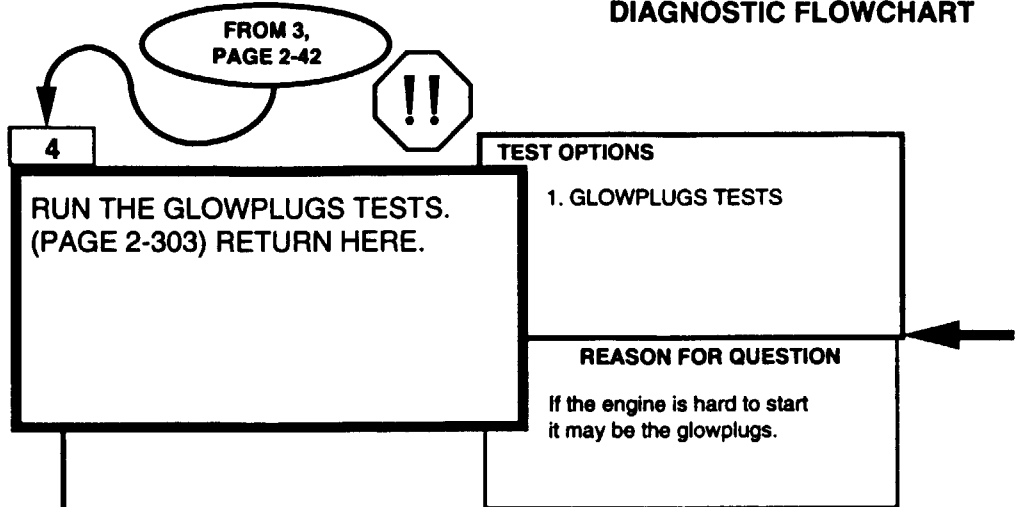 DIAGNOSTIC FLOWCHART
FROM 3,
PAGE 2-42
!!
4
RUN THE GLOWPLUGS TESTS.
(PAGE 2-303) RETURN HERE.
TEST OPTIONS
1. GLOWPLUGS TESTS
REASON FOR QUESTION
If the engine is hard to start
it may be the glowplugs.